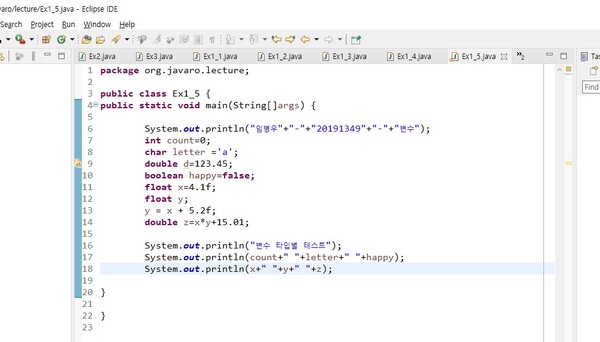 javaro/lecture/Ex1_5.java - Eclipse IDE
Search Project Run Window Help
Ex2.java Ex3.java Ex1_1.java Ex1_2.java Ex1_3.java Ex1_4.java Ex1_5.java »2 Tas
Find
1 package org.javaro.lecture;
2
3 public class Ex1_5 {
4 public static void main(String[]args) {
5
6 System.out.println("임병우"+"-"+"20191349"+"-"+"변수");
7 int count=0;
8 char letter ='a';
9 double d=123.45;
10 boolean happy=false;
11 float x=4.1f;
12 float y;
13 y = x + 5.2f;
14 double z=x*y+15.01;
15
16 System.out.println("변수 타입별 테스트");
17 System.out.println(count+" "+letter+" "+happy);
18 System.out.println(x+" "+y+" "+z);
19
20 }
21
22 }
23